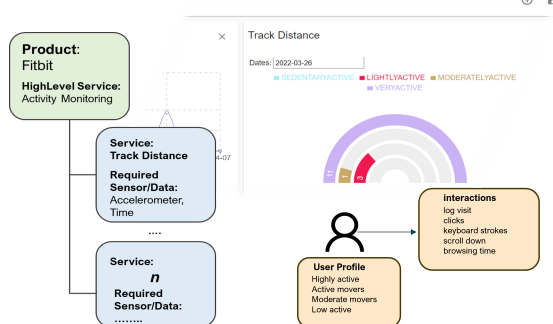 Product:
Fitbit
HighLevel Service:
Activity Monitoring
Service:
Track Distance
Required
Sensor/Data:
Accelerometer,
Time
....
Service:
n
Required
Sensor/Data:
........
4-07
Track Distance
Dates: 2022-03-26
SEDENTARYACTIVE LIGHTLYACTIVE MODERATELYACTIVE
VERYACTIVE
11 1 3
interactions
log visit
clicks
keyboard strokes
scroll down
browsing time
User Profile
Highly active
Active movers
Moderate movers
Low active